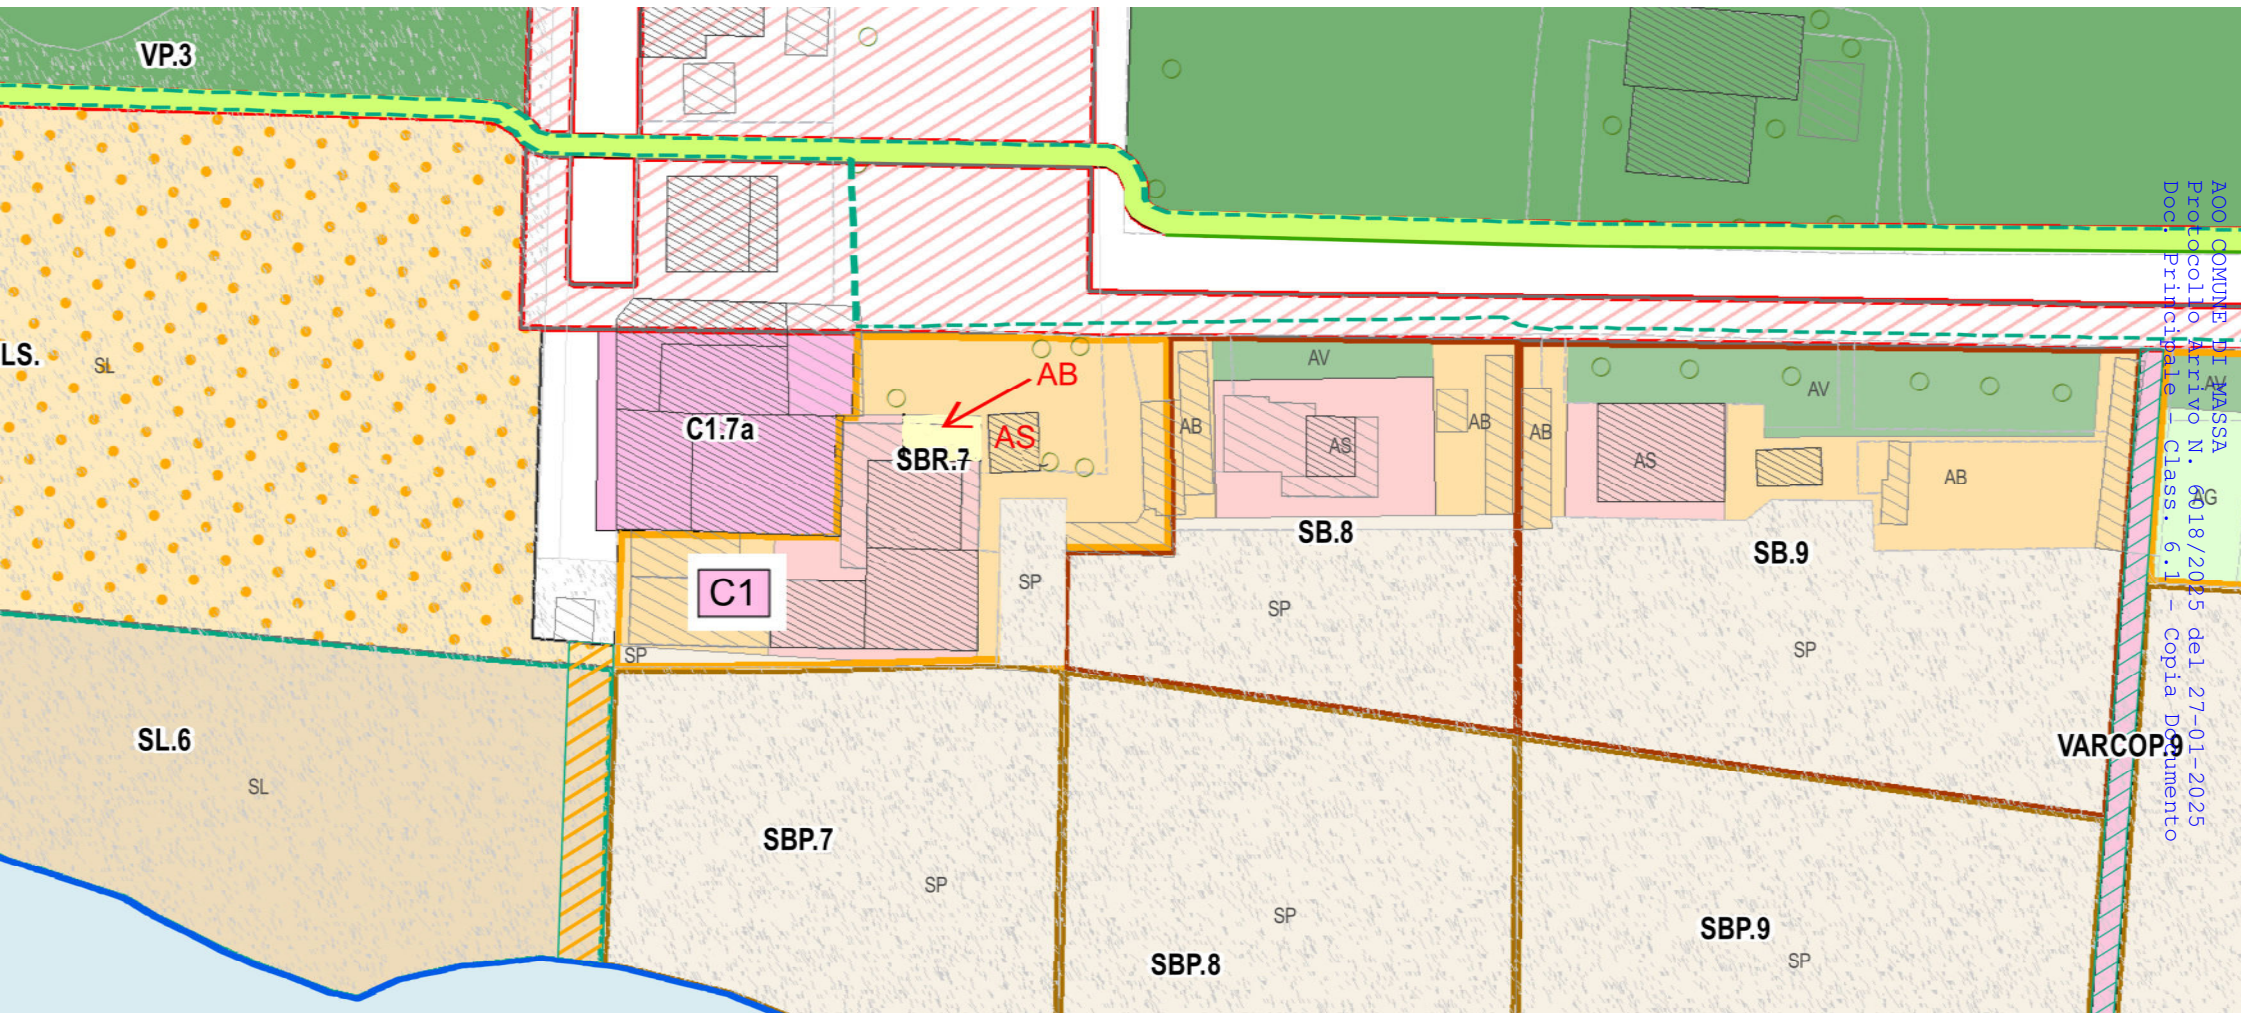 VP.3
LS.
SL
C1.7a
AB
AS
SBR.7
AB
AV
AS
AB
SB.8
AB
AV
AS
AB
SB.9
AV
AG
C1
SP
SP
SP
SP
SL.6
SL
SBP.7
SP
SP
SBP.8
SBP.9
SP
VARCOP.9
AOO COMUNE DI MASSA
Protocollo Arrivo N. 6018/2025 del 27-01-2025
Doc. Principale - Class. 6.1 - Copia Documento